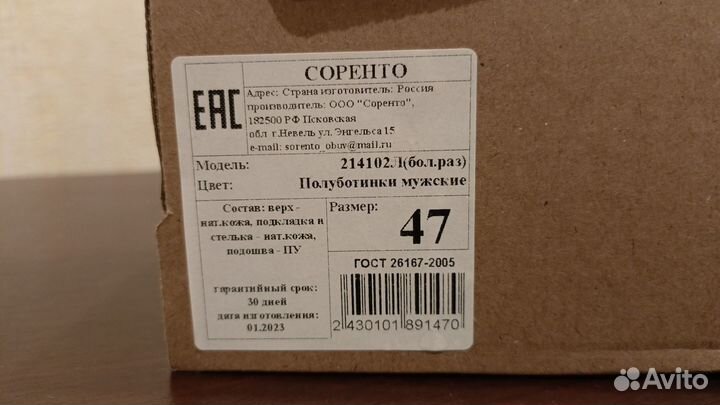 СОРЕНТО
EAC
Адрес: Страна изготовитель: Россия
производитель: ООО "Соренто",
182500 РФ Псковская
обл г.Невель ул. Энгельса 15
e-mail: sorento_obuv@mail.ru
Модель: 214102Л(бол.раз)
Цвет: Полуботинки мужские
Состав: верх -
нат.кожа, подкладка и
стелька - нат.кожа,
подошва - ПУ
гарантийный срок:
30 дней
дата изготовления:
01.2023
Размер:
47
ГОСТ 26167-2005
2 430101 891470
Avito